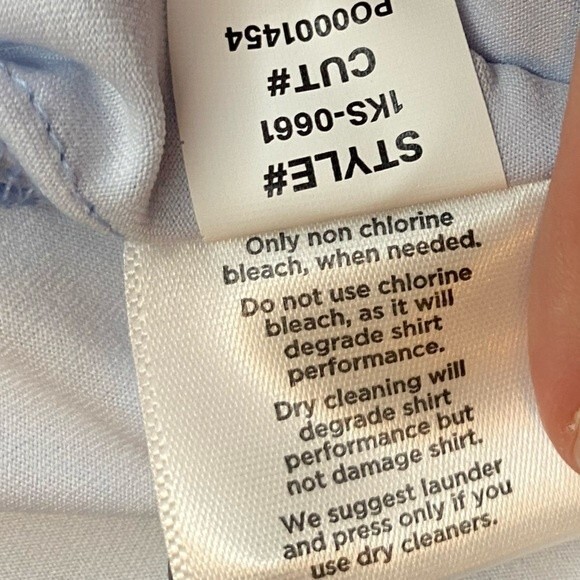 STYLE#
1KS-0661
CUT#
PO0001454
Only non chlorine
bleach, when needed.
Do not use chlorine
bleach, as it will
degrade shirt
performance.
Dry cleaning will
degrade shirt
performance but
not damage shirt.
We suggest launder
and press only if you
use dry cleaners.